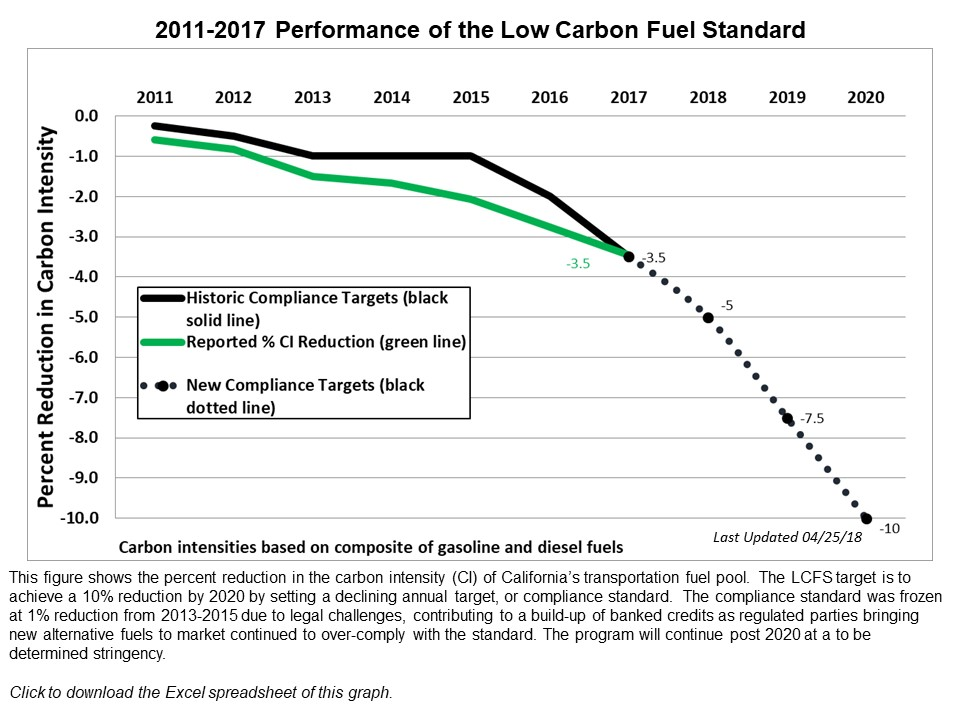 2011-2017 Performance of the Low Carbon Fuel Standard
2011 2012 2013 2014 2015 2016 2017 2018 2019 2020
Percent Reduction in Carbon Intensity
0.0
-1.0
-2.0
-3.0
-4.0
-5.0
-6.0
-7.0
-8.0
-9.0
-10.0
-3.5
-3.5
-5
-7.5
-10
Historic Compliance Targets (black
solid line)
Reported % CI Reduction (green line)
New Compliance Targets (black
dotted line)
Last Updated 04/25/18
Carbon intensities based on composite of gasoline and diesel fuels
This figure shows the percent reduction in the carbon intensity (CI) of California’s transportation fuel pool.  The LCFS target is to
achieve a 10% reduction by 2020 by setting a declining annual target, or compliance standard.  The compliance standard was frozen
at 1% reduction from 2013-2015 due to legal challenges, contributing to a build-up of banked credits as regulated parties bringing
new alternative fuels to market continued to over-comply with the standard. The program will continue post 2020 at a to be
determined stringency.
Click to download the Excel spreadsheet of this graph.